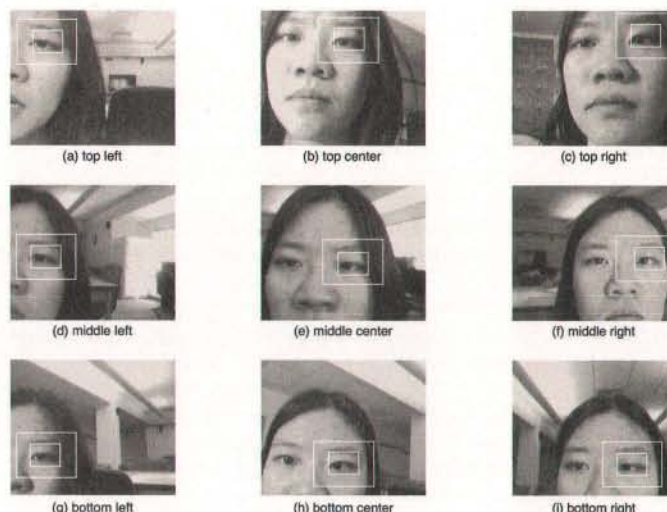 (a) top left
(b) top center
(c) top right
(d) middle left
(e) middle center
(f) middle right
(g) bottom left
(h) bottom center
(i) bottom right